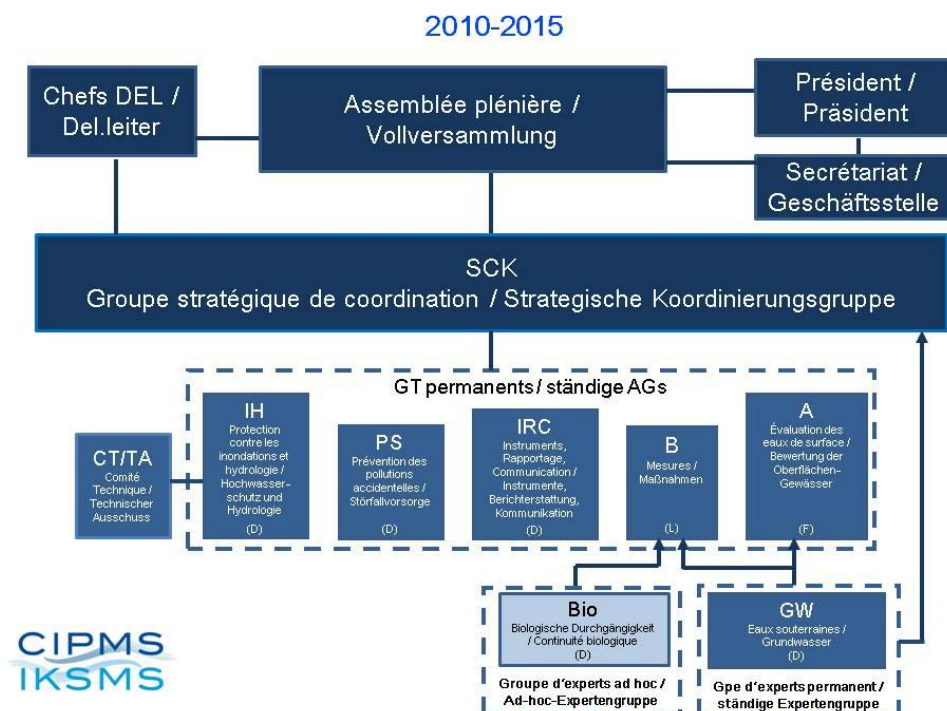 2010-2015
Chefs DEL /
Del.leiter
Assemblée plénière /
Vollversammlung
Président /
Präsident
Secrétariat /
Geschäftsstelle
SCK
Groupe stratégique de coordination / Strategische Koordinierungsgruppe
GT permanents / ständige AGs
CT/TA
Comité
Technique /
Technischer
Ausschuss
IH
Protection
contre les
inondations et
hydrologie /
Hochwasser-
schutz und
Hydrologie
(D)
PS
Prévention des
pollutions
accidentelles /
Störfallvorsorge
(D)
IRC
Instruments,
Rapportage,
Communication /
Instrumente,
Berichterstattung,
Kommunikation
(D)
B
Mesures /
Maßnahmen
(L)
A
Évaluation des
eaux de surface /
Bewertung der
Oberflächen-
Gewässer
(F)
Bio
Biologische Durchgängigkeit
/ Continuité biologique
(D)
Groupe d'experts ad hoc /
Ad-hoc-Expertengruppe
GW
Eaux souterraines /
Grundwasser
(D)
Gpe d'experts permanent /
ständige Expertengruppe
CIPMS
IKSMS